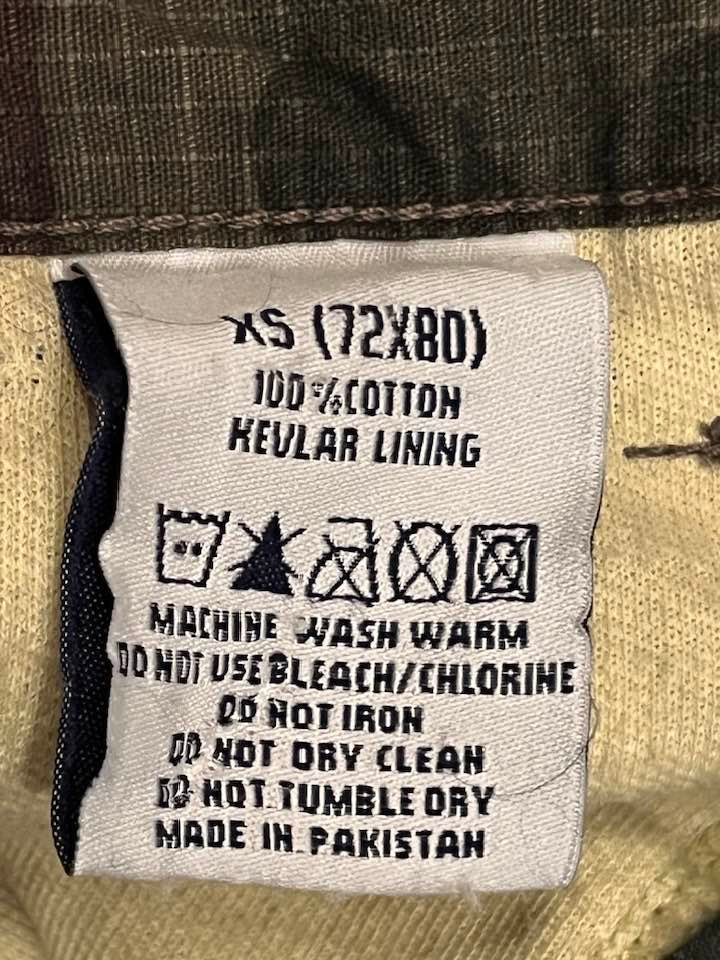 XS (72X80)
100%COTTON
KEVLAR LINING
MACHINE WASH WARM
DO NOT USE BLEACH/CHLORINE
DO NOT IRON
DO NOT DRY CLEAN
DO NOT TUMBLE DRY
MADE IN PAKISTAN